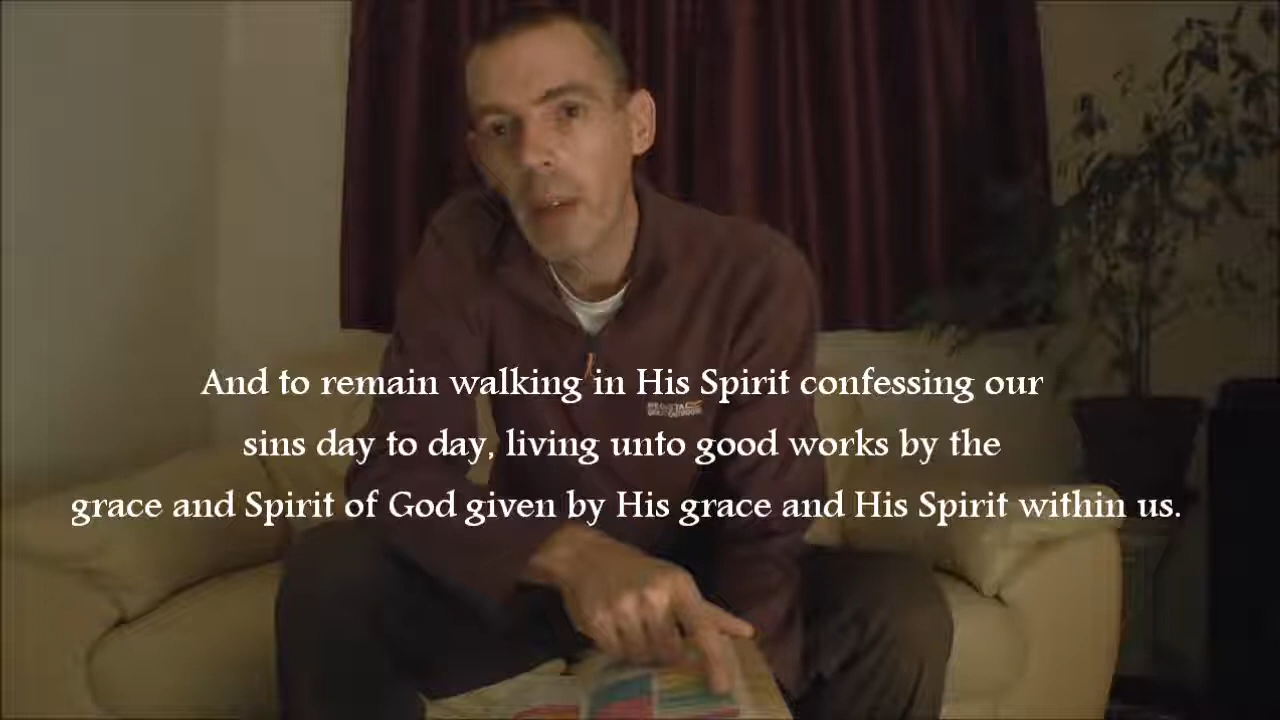 And to remain walking in His Spirit confessing our
sins day to day, living unto good works by the
grace and Spirit of God given by His grace and His Spirit within us.